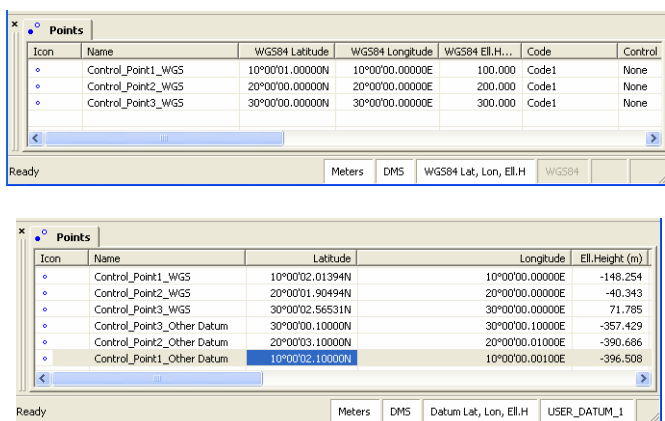 × Points
Icon Name WGS84 Latitude WGS84 Longitude WGS84 Ell.H... Code Control
Control_Point1_WGS 10°00'01.00000N 10°00'00.00000E 100.000 Code1 None
Control_Point2_WGS 20°00'00.00000N 20°00'00.00000E 200.000 Code1 None
Control_Point3_WGS 30°00'00.00000N 30°00'00.00000E 300.000 Code1 None
Ready Meters DMS WGS84 Lat, Lon, Ell.H WGS84
× Points
Icon Name Latitude Longitude Ell.Height (m)
Control_Point1_WGS 10°00'02.01394N 10°00'00.00000E -148.254
Control_Point2_WGS 20°00'01.90494N 20°00'00.00000E -40.343
Control_Point3_WGS 30°00'02.56531N 30°00'00.00000E 71.785
Control_Point3_Other Datum 30°00'00.10000N 30°00'00.10000E -357.429
Control_Point2_Other Datum 20°00'03.10000N 20°00'00.01000E -390.686
Control_Point1_Other Datum 10°00'02.10000N 10°00'00.00100E -396.508
Ready Meters DMS Datum Lat, Lon, Ell.H USER_DATUM_1